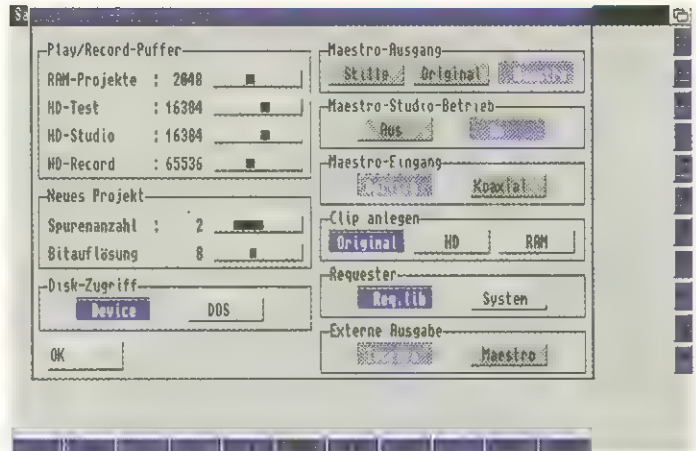 Sa
Play/Record-Puffer
RAM-Projekte : 2048
HD-Test : 16384
HD-Studio : 16384
HD-Record : 65536
Neues Projekt
Spurenanzahl : 2
Bitauflösung 8
Disk-Zugriff
Device DOS
OK
Maestro-Ausgang
Stille Original
Maestro-Studio-Betrieb
Aus
Maestro-Eingang
Koaxial
Clip anlegen
Original HD RAM
Requester
Req.lib System
Externe Ausgabe
Maestro